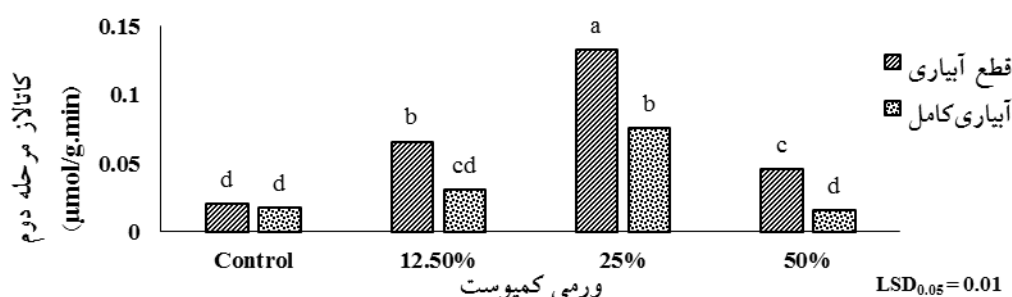 کاتالاز مرحله دوم
(µmol/g.min)
0.15
0.1
0.05
0
d
d
b
cd
a
b
c
d
Control
12.50%
25%
50%
ورمی کمپوست
قطع آبیاری
آبیاری کامل
LSD0.05 = 0.01